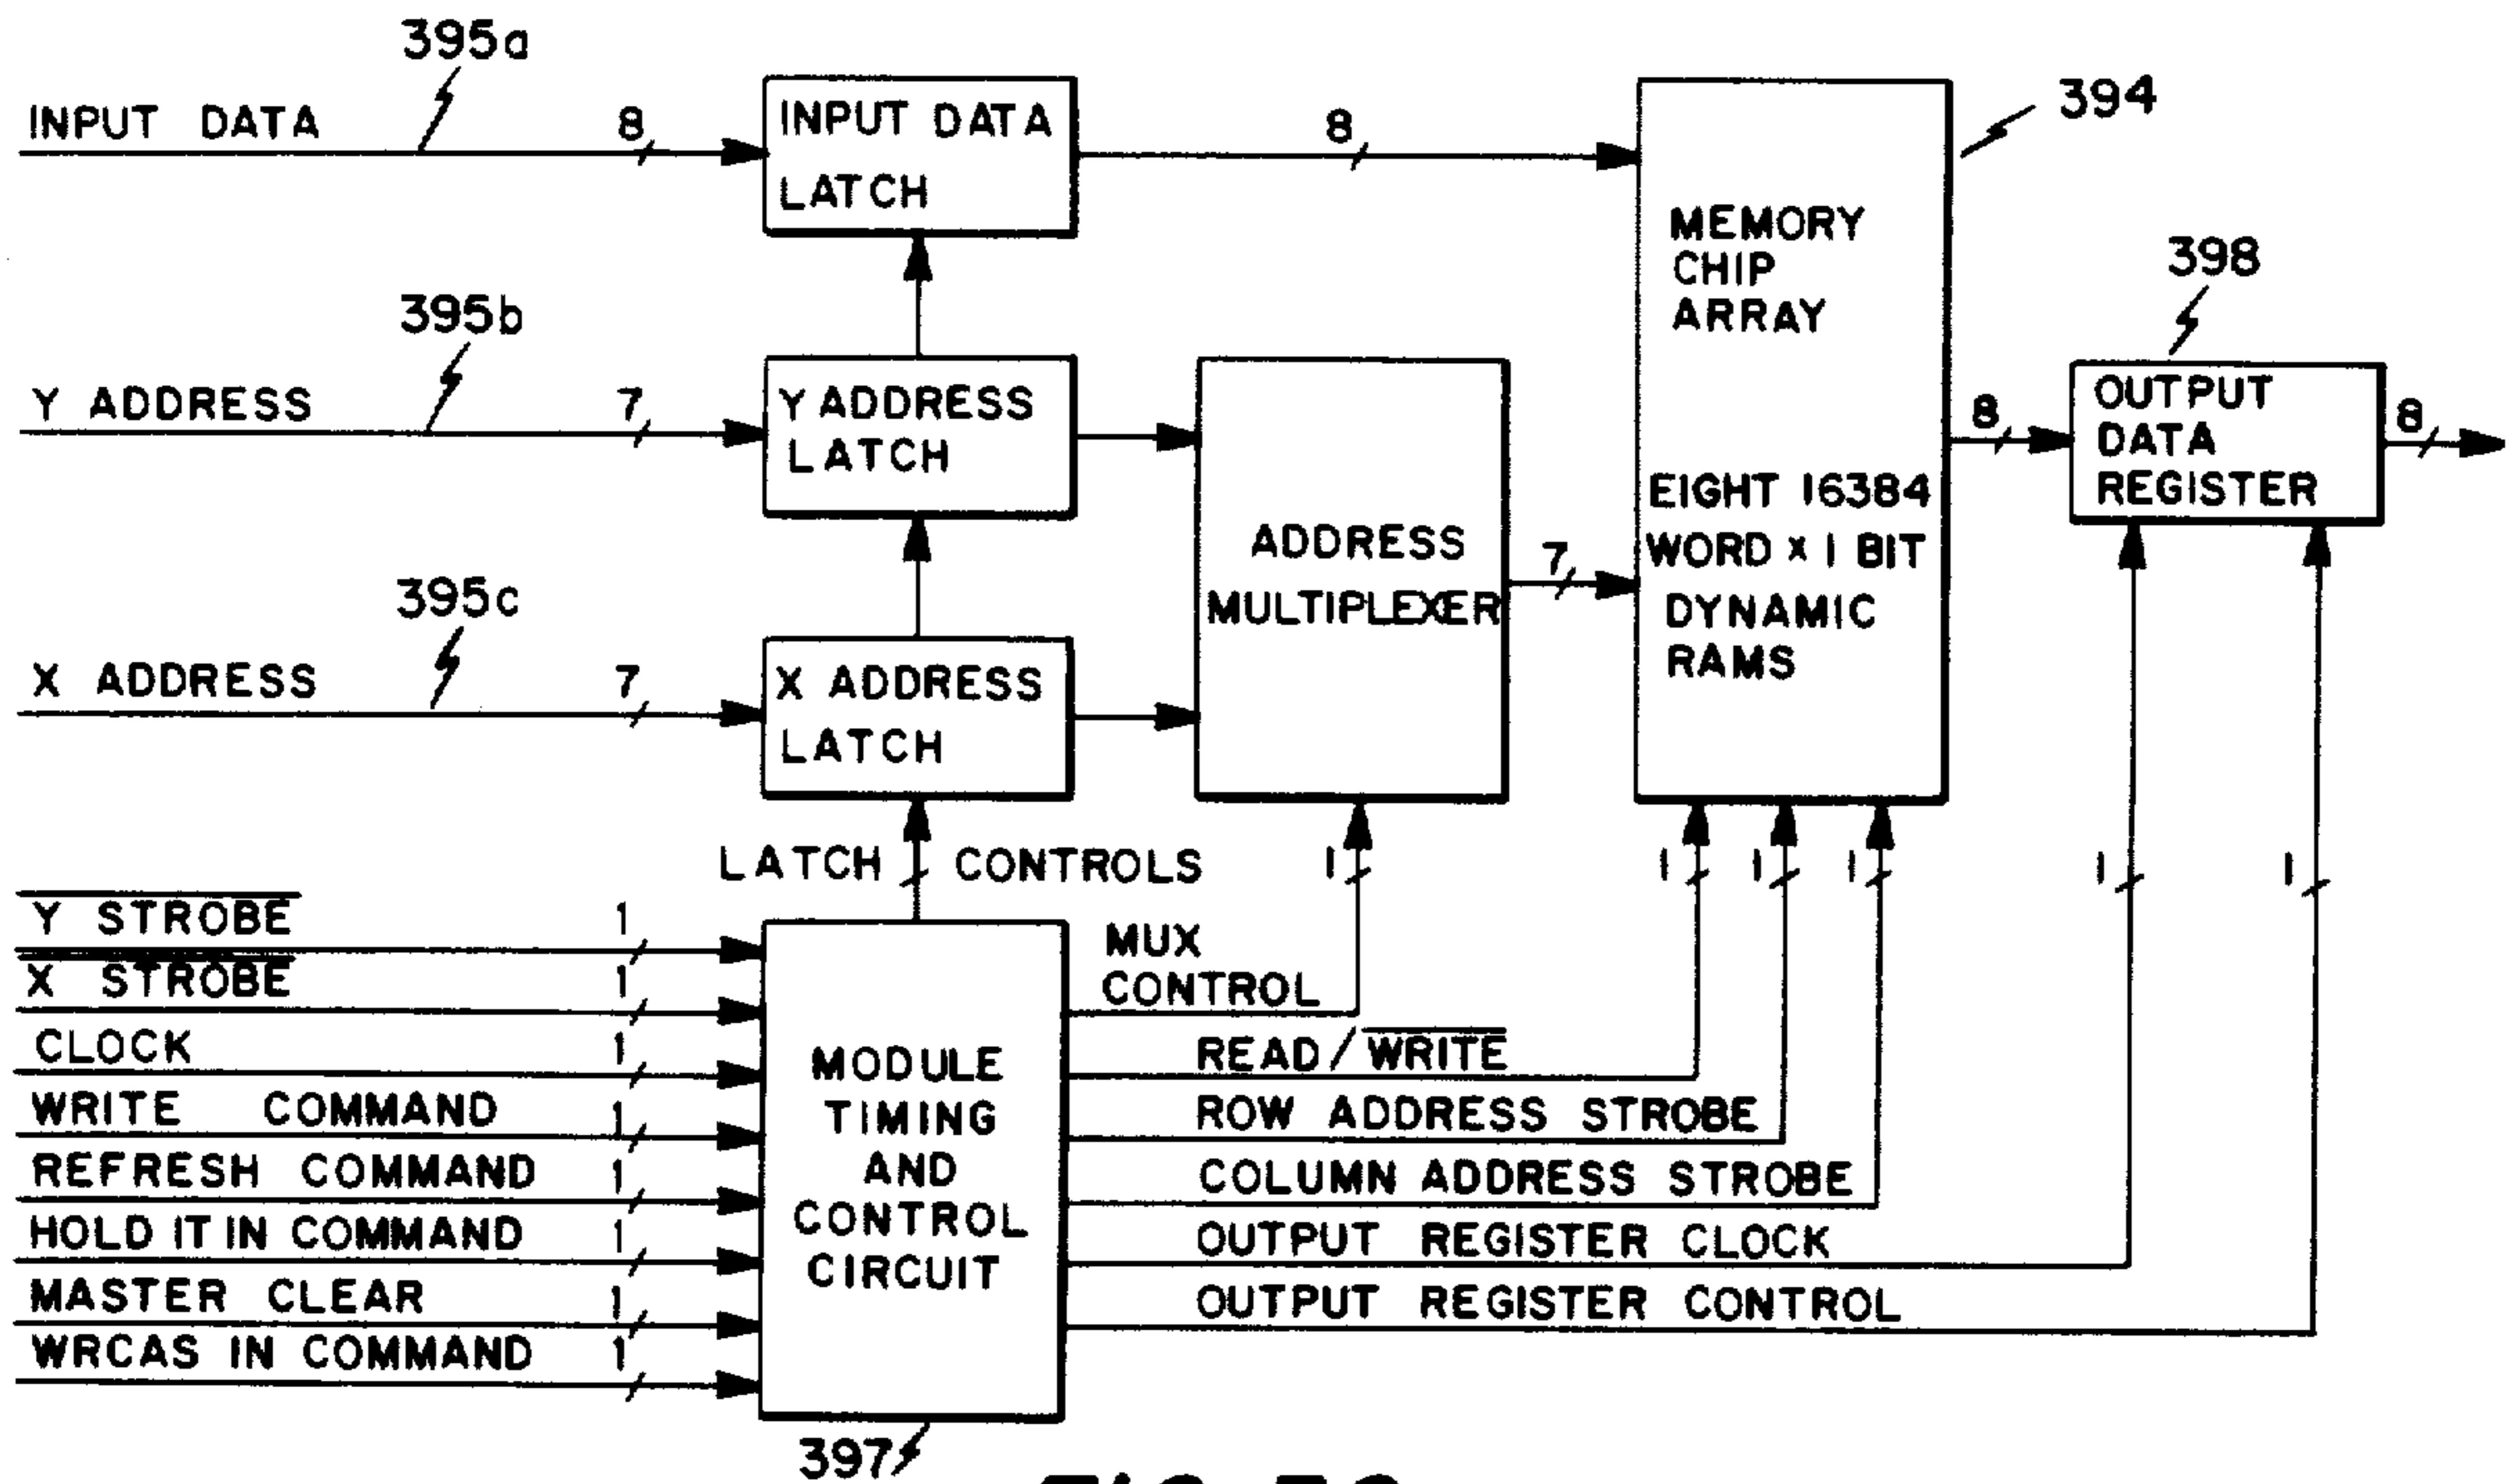 395a
INPUT DATA
8
INPUT DATA
LATCH
8
394
MEMORY
CHIP
ARRAY
EIGHT 16384
WORD x 1 BIT
DYNAMIC
RAMS
398
395b
Y ADDRESS
7
Y ADDRESS
LATCH
ADDRESS
MULTIPLEXER
7
8
OUTPUT
DATA
REGISTER
8
395c
X ADDRESS
7
X ADDRESS
LATCH
LATCH CONTROLS
1
1
1
1
1
1
Y STROBE
1
X STROBE
1
CLOCK
1
WRITE COMMAND
1
REFRESH COMMAND
1
HOLD IT IN COMMAND
1
MASTER CLEAR
1
WRCAS IN COMMAND
1
MODULE
TIMING
AND
CONTROL
CIRCUIT
397
MUX
CONTROL
READ/WRITE
ROW ADDRESS STROBE
COLUMN ADDRESS STROBE
OUTPUT REGISTER CLOCK
OUTPUT REGISTER CONTROL